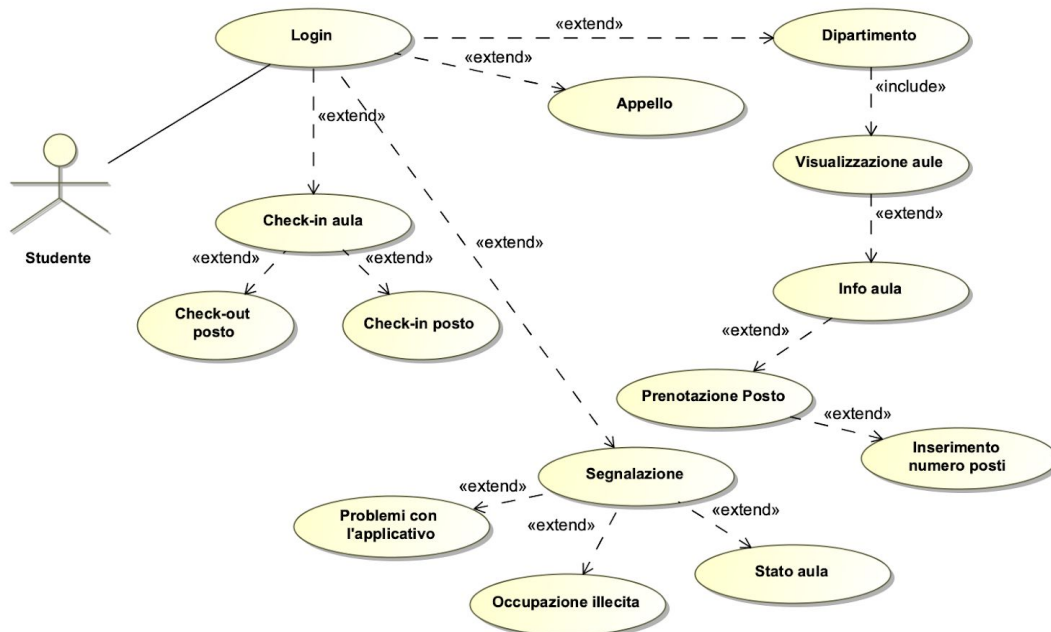 Login
«extend»
Dipartimento
«extend»
Appello
«extend»
«include»
Visualizzazione aule
Studente
Check-in aula
«extend»
«extend»
«extend»
«extend»
Check-out
posto
Check-in posto
Info aula
«extend»
Prenotazione Posto
«extend»
Inserimento
numero posti
Segnalazione
«extend»
Problemi con
l'applicativo
«extend»
«extend»
Occupazione illecita
Stato aula